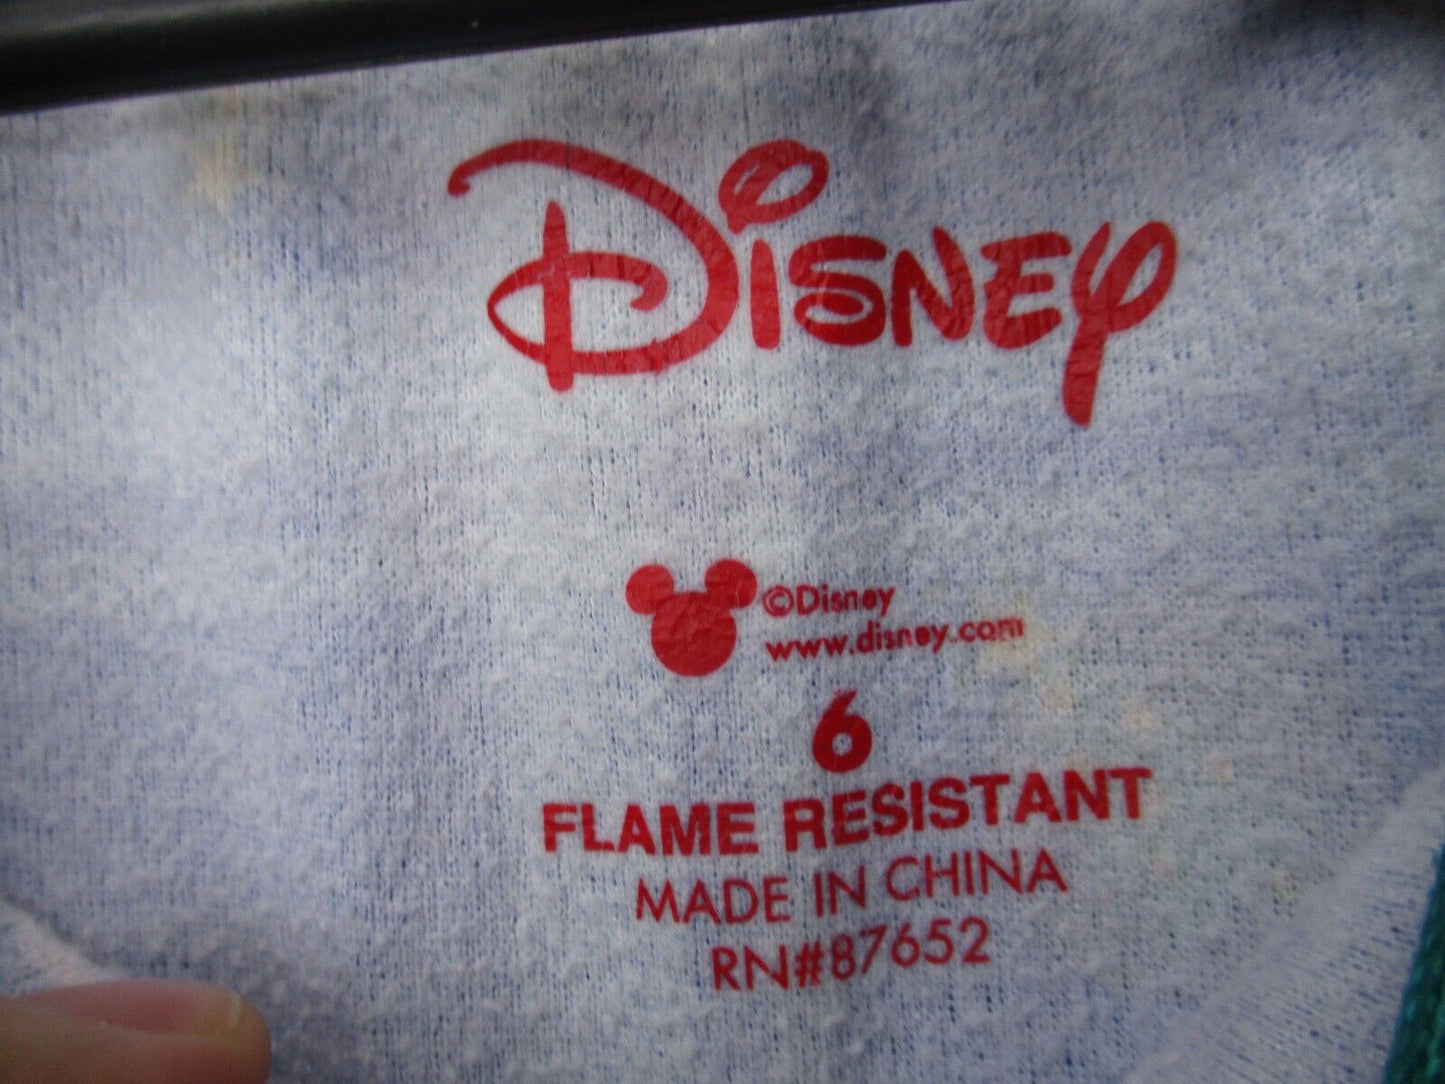 Disney
©Disney
www.disney.com
6
FLAME RESISTANT
MADE IN CHINA
RN#87652